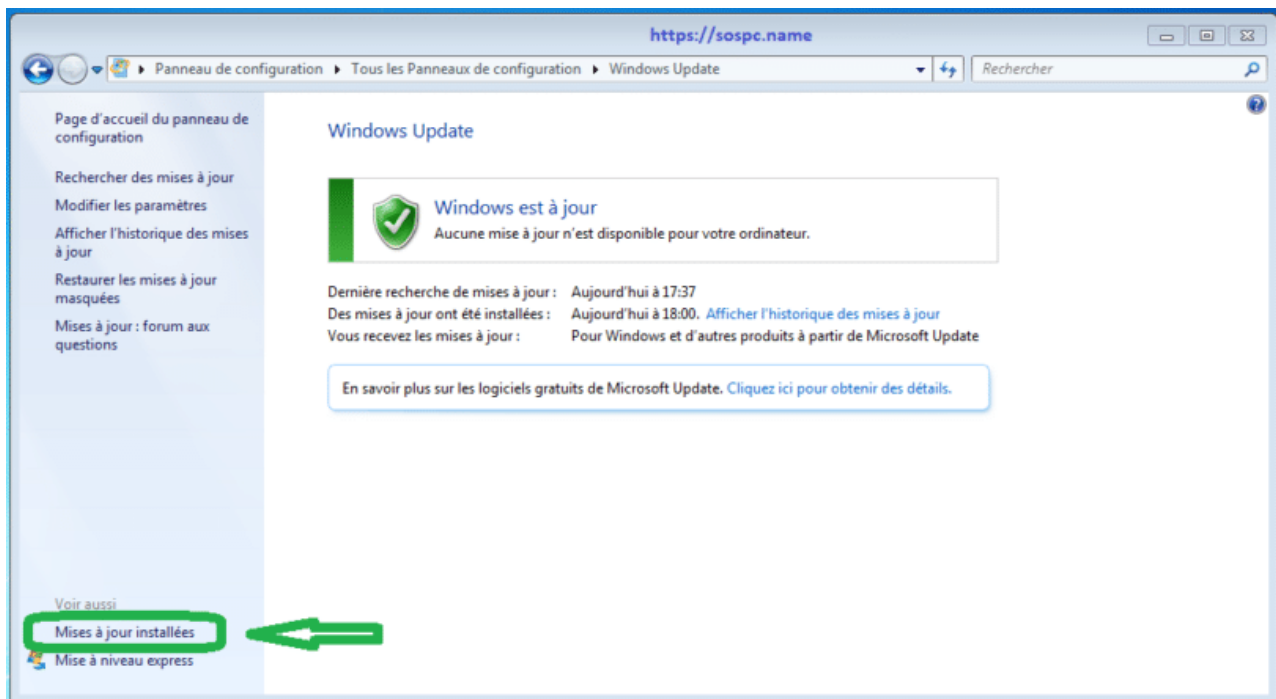 https://sospc.name
Panneau de configuration Tous les Panneaux de configuration Windows Update
Rechercher
Page d'accueil du panneau de
configuration
Rechercher des mises à jour
Modifier les paramètres
Afficher l'historique des mises
à jour
Restaurer les mises à jour
masquées
Mises à jour : forum aux
questions
Windows Update
Windows est à jour
Aucune mise à jour n'est disponible pour votre ordinateur.
Dernière recherche de mises à jour : Aujourd'hui à 17:37
Des mises à jour ont été installées : Aujourd'hui à 18:00. Afficher l'historique des mises à jour
Vous recevez les mises à jour : Pour Windows et d'autres produits à partir de Microsoft Update
En savoir plus sur les logiciels gratuits de Microsoft Update. Cliquez ici pour obtenir des détails.
Voir aussi
Mises à jour installées
Mise à niveau express